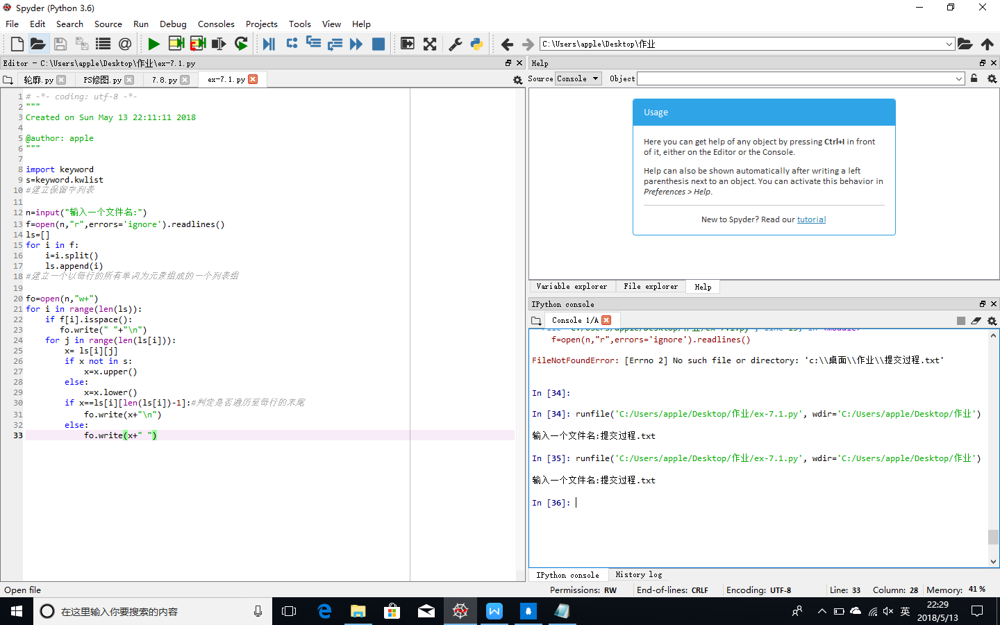 Spyder (Python 3.6)
File Edit Search Source Run Debug Consoles Projects Tools View Help
C:\Users\apple\Desktop\作业
Editor - C:\Users\apple\Desktop\作业\ex-7.1.py
轮廓.py PS修图.py 7.8.py ex-7.1.py
1 # -*- coding: utf-8 -*-
2 """
3 Created on Sun May 13 22:11:11 2018
4
5 @author: apple
6 """
7
8 import keyword
9 s=keyword.kwlist
10 #建立保留字列表
11
12 n=input("输入一个文件名:")
13 f=open(n,"r",errors='ignore').readlines()
14 ls=[]
15 for i in f:
16     i=i.split()
17     ls.append(i)
18 #建立一个以每行的所有单词为元素组成的一个列表组
19
20 fo=open(n,"w+")
21 for i in range(len(ls)):
22     if f[i].isspace():
23        fo.write(" "+"\n")
24     for j in range(len(ls[i])):
25         x= ls[i][j]
26         if x not in s:
27             x=x.upper()
28         else:
29             x=x.lower()
30         if x==ls[i][len(ls[i])-1]:#判定是否遍历至每行的末尾
31             fo.write(x+"\n")
32         else:
33             fo.write(x+" ")
Help
Source Console Object
Usage
Here you can get help of any object by pressing Ctrl+I in front
of it, either on the Editor or the Console.
Help can also be shown automatically after writing a left
parenthesis next to an object. You can activate this behavior in
Preferences > Help.
New to Spyder? Read our tutorial
Variable explorer File explorer Help
IPython console
Console 1/A
f=open(n,"r",errors='ignore').readlines()
FileNotFoundError: [Errno 2] No such file or directory: 'c:\\桌面\\作业\\提交过程.txt'
In [34]:
In [34]: runfile('C:/Users/apple/Desktop/作业/ex-7.1.py', wdir='C:/Users/apple/Desktop/作业')
输入一个文件名:提交过程.txt
In [35]: runfile('C:/Users/apple/Desktop/作业/ex-7.1.py', wdir='C:/Users/apple/Desktop/作业')
输入一个文件名:提交过程.txt
In [36]:
IPython console History log
Open file Permissions: RW End-of-lines: CRLF Encoding: UTF-8 Line: 33 Column: 28 Memory: 41 %
在这里输入你要搜索的内容
英
22:29
2018/5/13